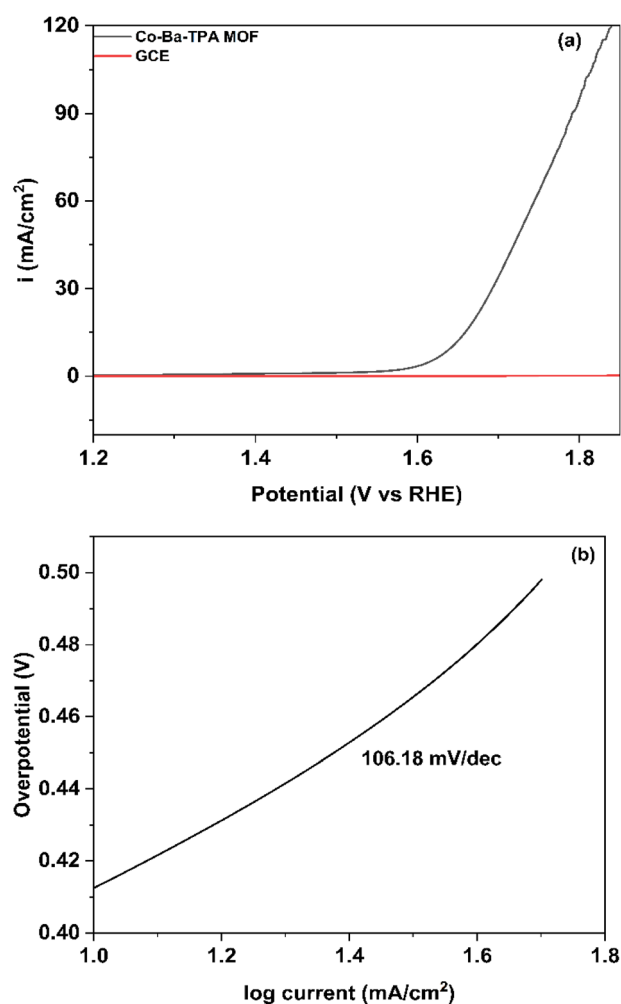 (a)
Co-Ba-TPA MOF
GCE
120
90
60
30
0
i (mA/cm²)
1.2 1.4 1.6 1.8
Potential (V vs RHE)
(b)
0.50
0.48
0.46
0.44
0.42
0.40
Overpotential (V)
106.18 mV/dec
1.0 1.2 1.4 1.6 1.8
log current (mA/cm²)